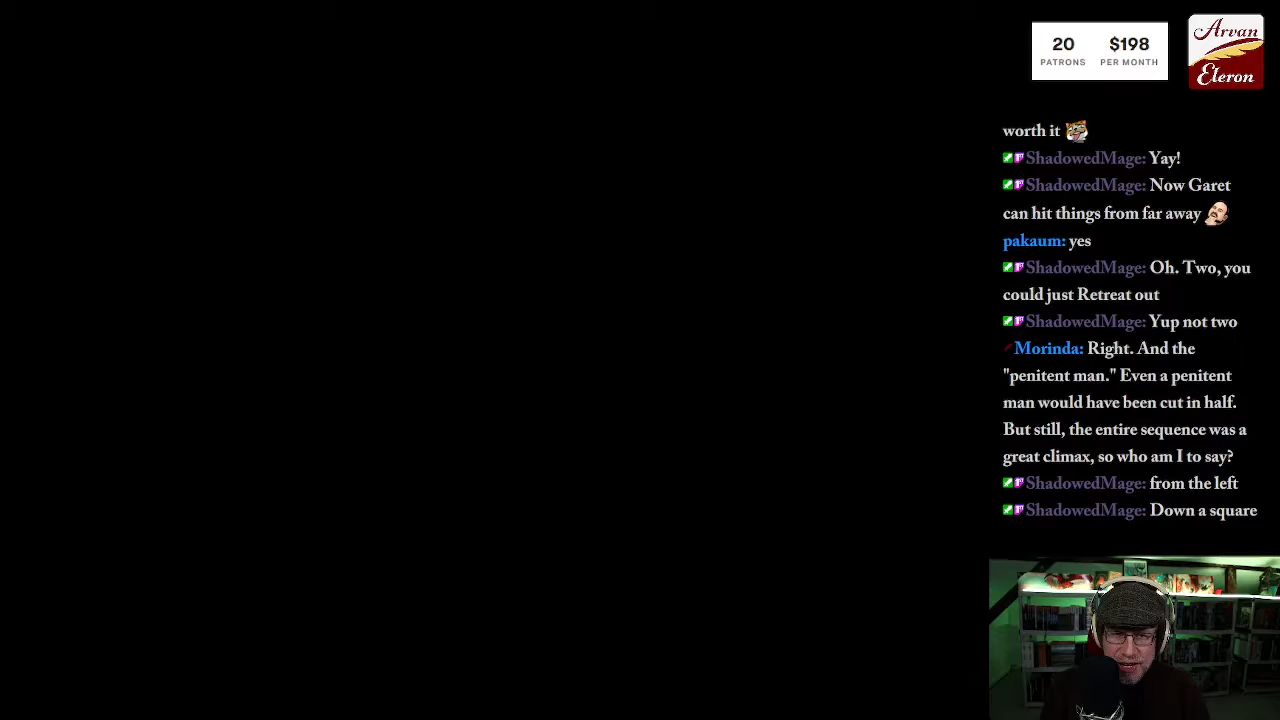 20 $198
PATRONS PER MONTH
Arvan
Eleron
worth it
ShadowedMage: Yay!
ShadowedMage: Now Garet
can hit things from far away
pakaum: yes
ShadowedMage: Oh. Two, you
could just Retreat out
ShadowedMage: Yup not two
Morinda: Right. And the
"penitent man." Even a penitent
man would have been cut in half.
But still, the entire sequence was a
great climax, so who am I to say?
ShadowedMage: from the left
ShadowedMage: Down a square